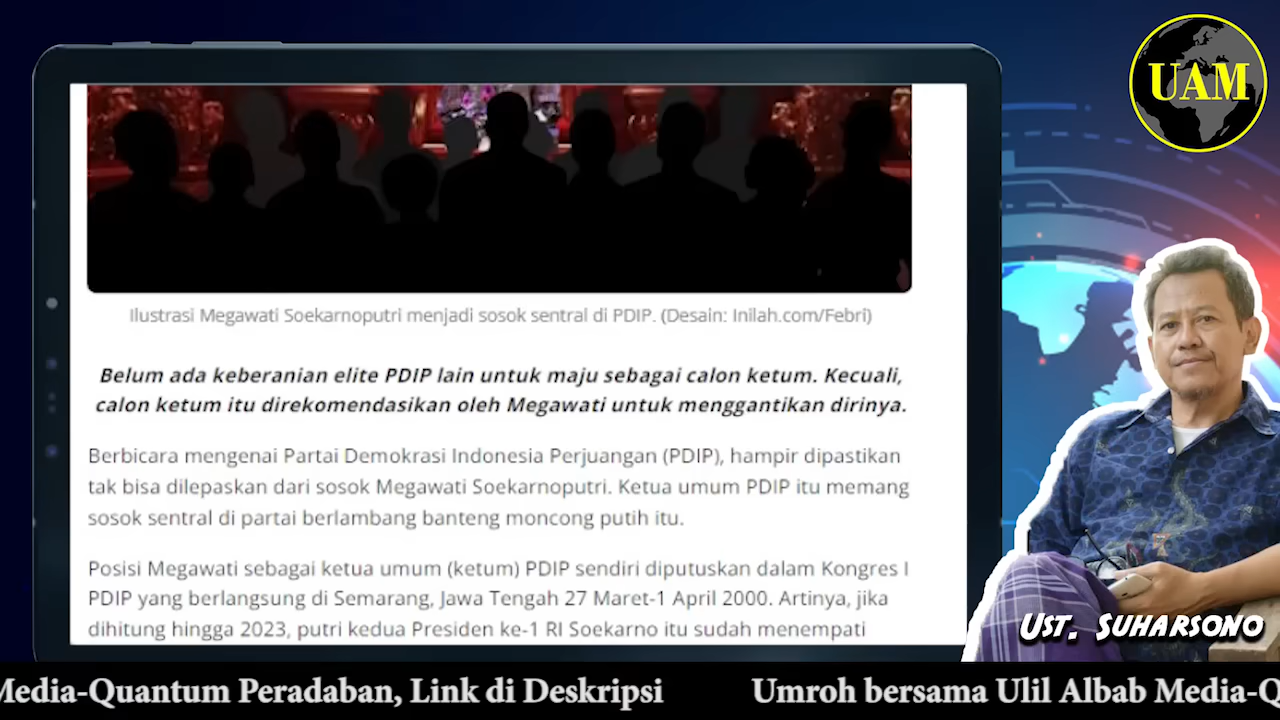 UAM
Ilustrasi Megawati Soekarnoputri menjadi sosok sentral di PDIP. (Desain: Inilah.com/Febri)
Belum ada keberanian elite PDIP lain untuk maju sebagai calon ketum. Kecuali,
calon ketum itu direkomendasikan oleh Megawati untuk menggantikan dirinya.
Berbicara mengenai Partai Demokrasi Indonesia Perjuangan (PDIP), hampir dipastikan
tak bisa dilepaskan dari sosok Megawati Soekarnoputri. Ketua umum PDIP itu memang
sosok sentral di partai berlambang banteng moncong putih itu.
Posisi Megawati sebagai ketua umum (ketum) PDIP sendiri diputuskan dalam Kongres I
PDIP yang berlangsung di Semarang, Jawa Tengah 27 Maret-1 April 2000. Artinya, jika
dihitung hingga 2023, putri kedua Presiden ke-1 RI Soekarno itu sudah menempati
UST. SUHARSONO
Media-Quantum Peradaban, Link di Deskripsi Umroh bersama Ulil Albab Media-Q